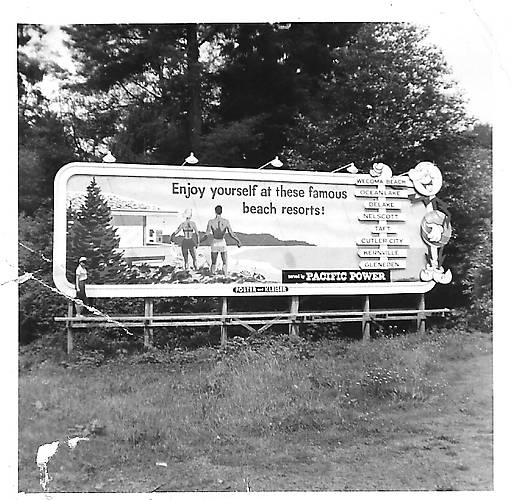 Enjoy yourself at these famous
beach resorts!
WECOMA BEACH
OCEANLAKE
DELAKE
NELSCOTT
TAFT
CUTLER CITY
KERNVILLE
GLENEDEN
served by PACIFIC POWER
FOSTER AND KLEISER